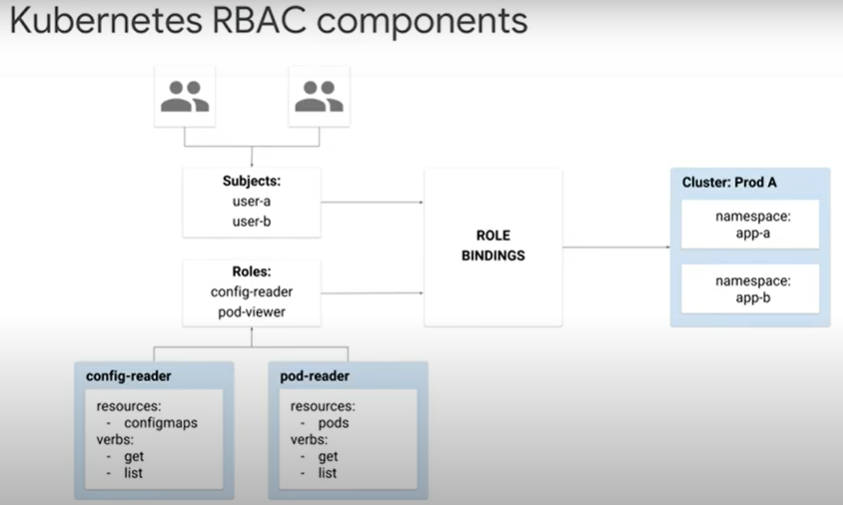 Kubernetes RBAC components
Subjects:
user-a
user-b
Roles:
config-reader
pod-viewer
ROLE
BINDINGS
Cluster: Prod A
namespace:
app-a
namespace:
app-b
config-reader
resources:
- configmaps
verbs:
- get
- list
pod-reader
resources:
- pods
verbs:
- get
- list